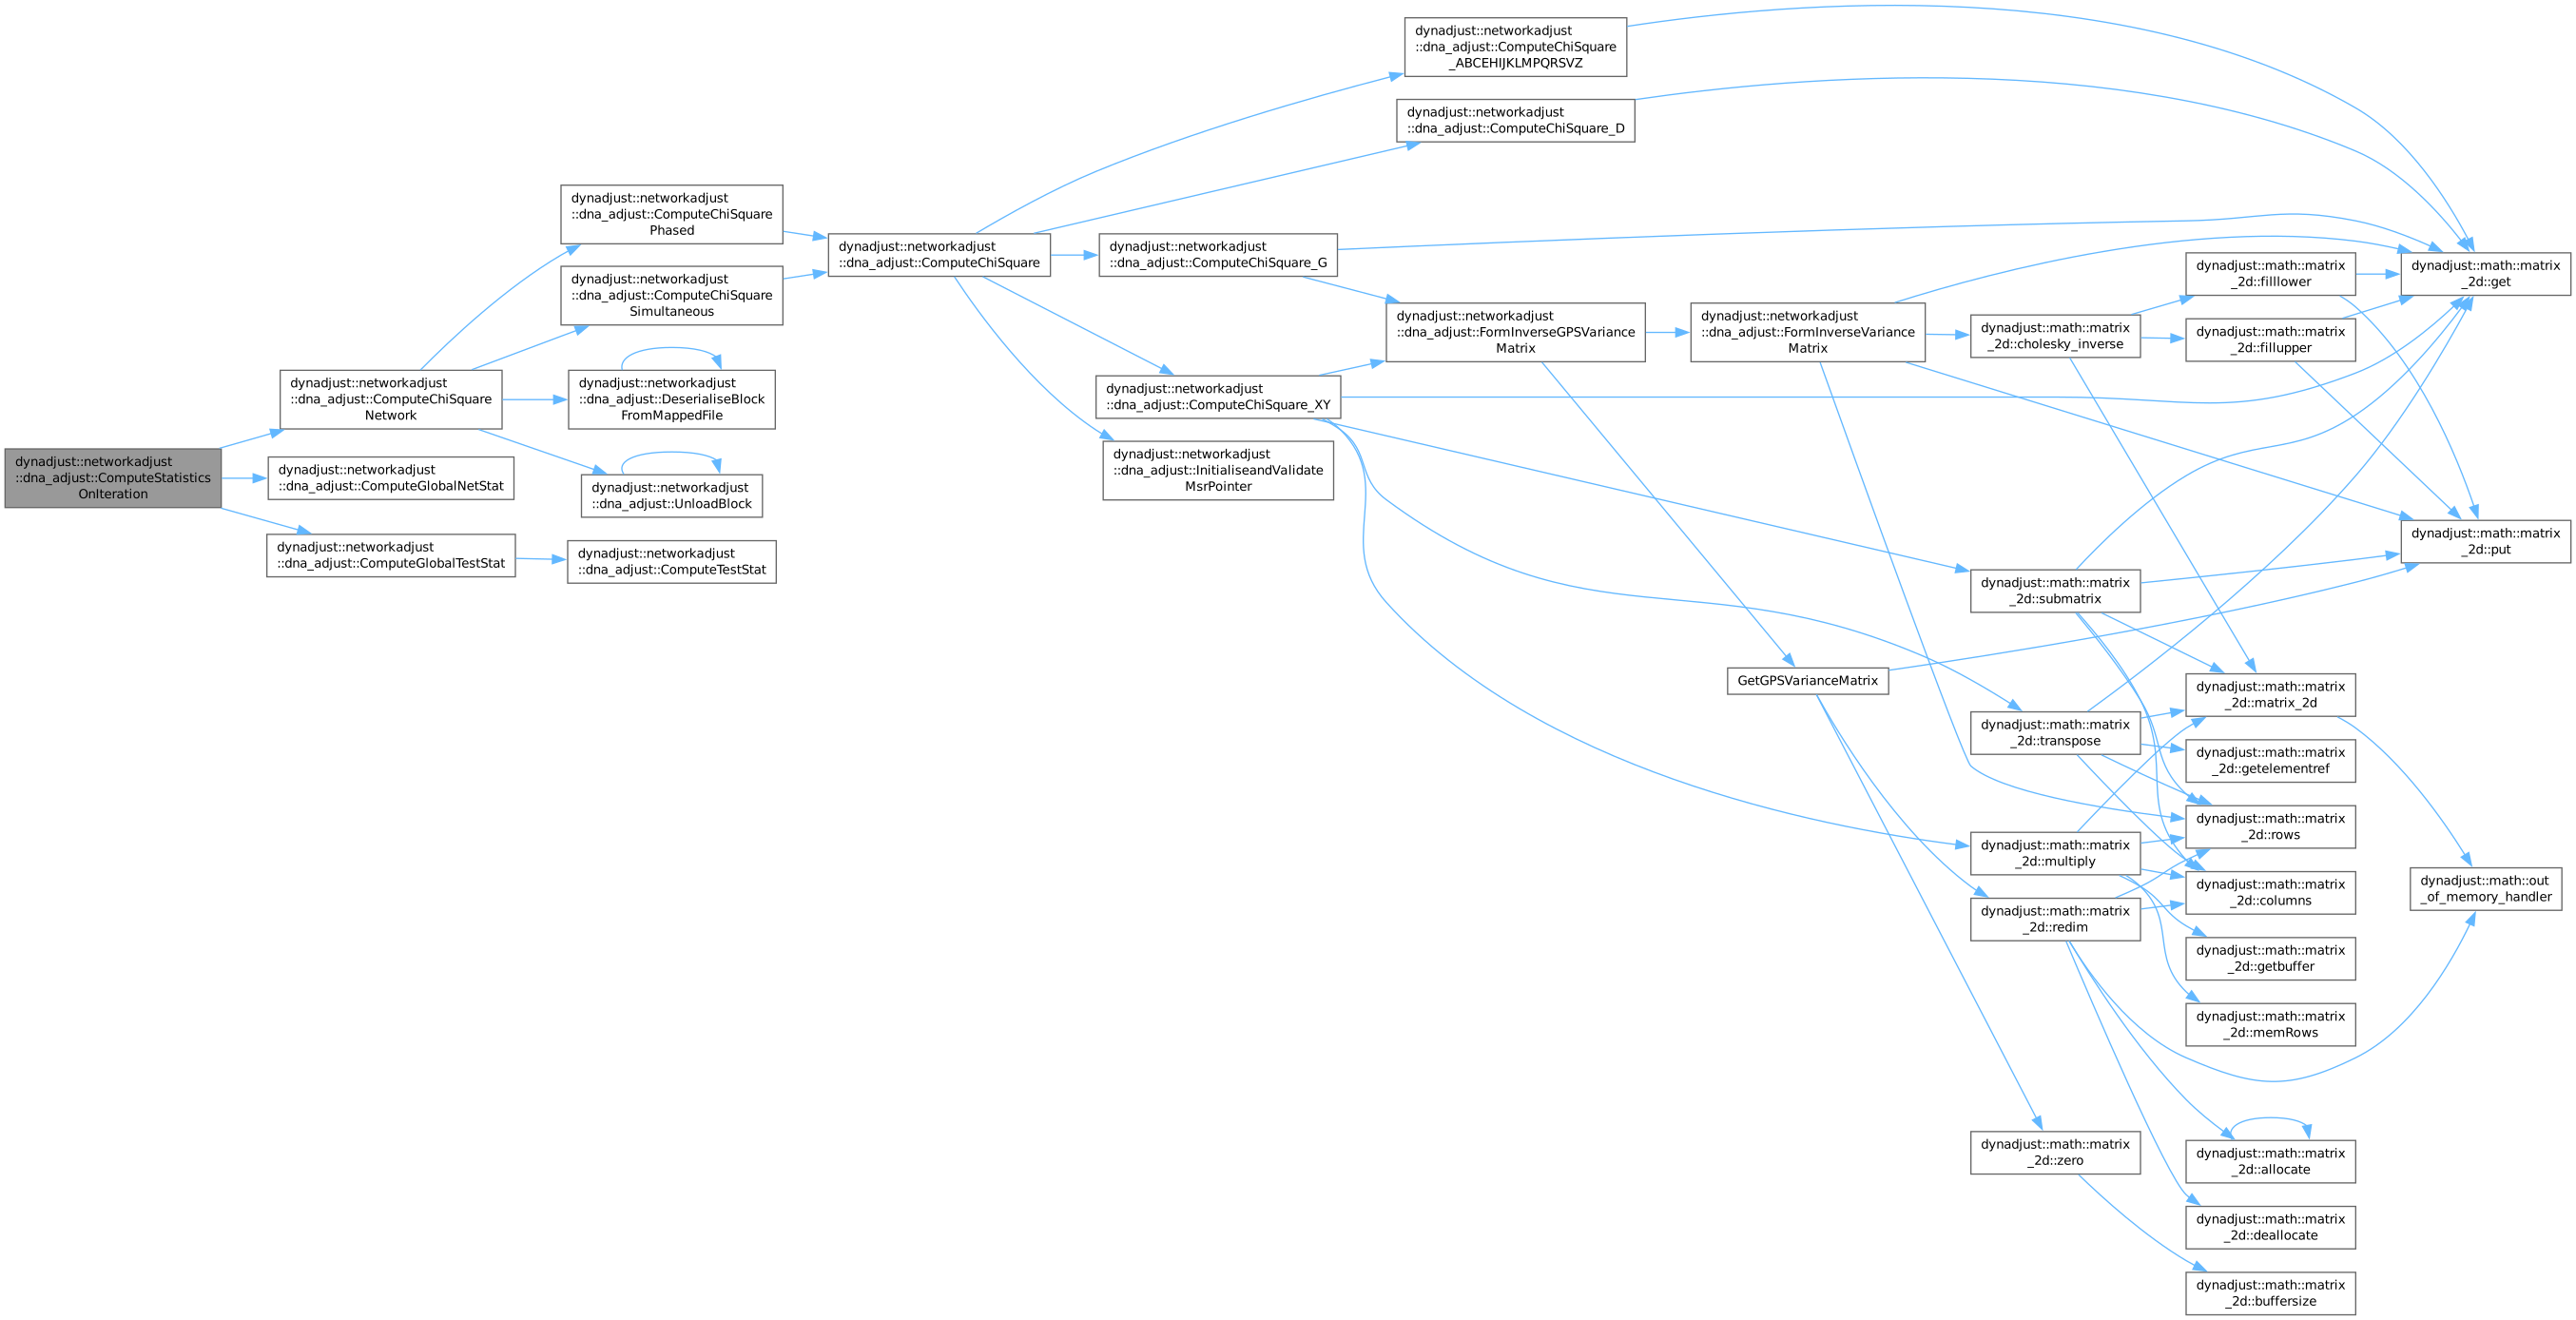 dynadjust::networkadjust
::dna_adjust::ComputeStatistics
OnIteration
dynadjust::networkadjust
::dna_adjust::ComputeChiSquare
Network
dynadjust::networkadjust
::dna_adjust::ComputeGlobalNetStat
dynadjust::networkadjust
::dna_adjust::ComputeGlobalTestStat
dynadjust::networkadjust
::dna_adjust::ComputeChiSquare
Phased
dynadjust::networkadjust
::dna_adjust::ComputeChiSquare
Simultaneous
dynadjust::networkadjust
::dna_adjust::DeserialiseBlock
FromMappedFile
dynadjust::networkadjust
::dna_adjust::UnloadBlock
dynadjust::networkadjust
::dna_adjust::ComputeTestStat
dynadjust::networkadjust
::dna_adjust::ComputeChiSquare
dynadjust::networkadjust
::dna_adjust::ComputeChiSquare_G
dynadjust::networkadjust
::dna_adjust::ComputeChiSquare_XY
dynadjust::networkadjust
::dna_adjust::InitialiseandValidate
MsrPointer
dynadjust::networkadjust
::dna_adjust::ComputeChiSquare
_ABCEHIJKLMPQRSVZ
dynadjust::networkadjust
::dna_adjust::ComputeChiSquare_D
dynadjust::networkadjust
::dna_adjust::FormInverseGPSVariance
Matrix
dynadjust::networkadjust
::dna_adjust::FormInverseVariance
Matrix
GetGPSVarianceMatrix
dynadjust::math::matrix
_2d::cholesky_inverse
dynadjust::math::matrix
_2d::submatrix
dynadjust::math::matrix
_2d::transpose
dynadjust::math::matrix
_2d::multiply
dynadjust::math::matrix
_2d::redim
dynadjust::math::matrix
_2d::zero
dynadjust::math::matrix
_2d::filllower
dynadjust::math::matrix
_2d::fillupper
dynadjust::math::matrix
_2d::matrix_2d
dynadjust::math::matrix
_2d::getelementref
dynadjust::math::matrix
_2d::rows
dynadjust::math::matrix
_2d::columns
dynadjust::math::matrix
_2d::getbuffer
dynadjust::math::matrix
_2d::memRows
dynadjust::math::matrix
_2d::allocate
dynadjust::math::matrix
_2d::deallocate
dynadjust::math::matrix
_2d::buffersize
dynadjust::math::matrix
_2d::get
dynadjust::math::matrix
_2d::put
dynadjust::math::out
_of_memory_handler